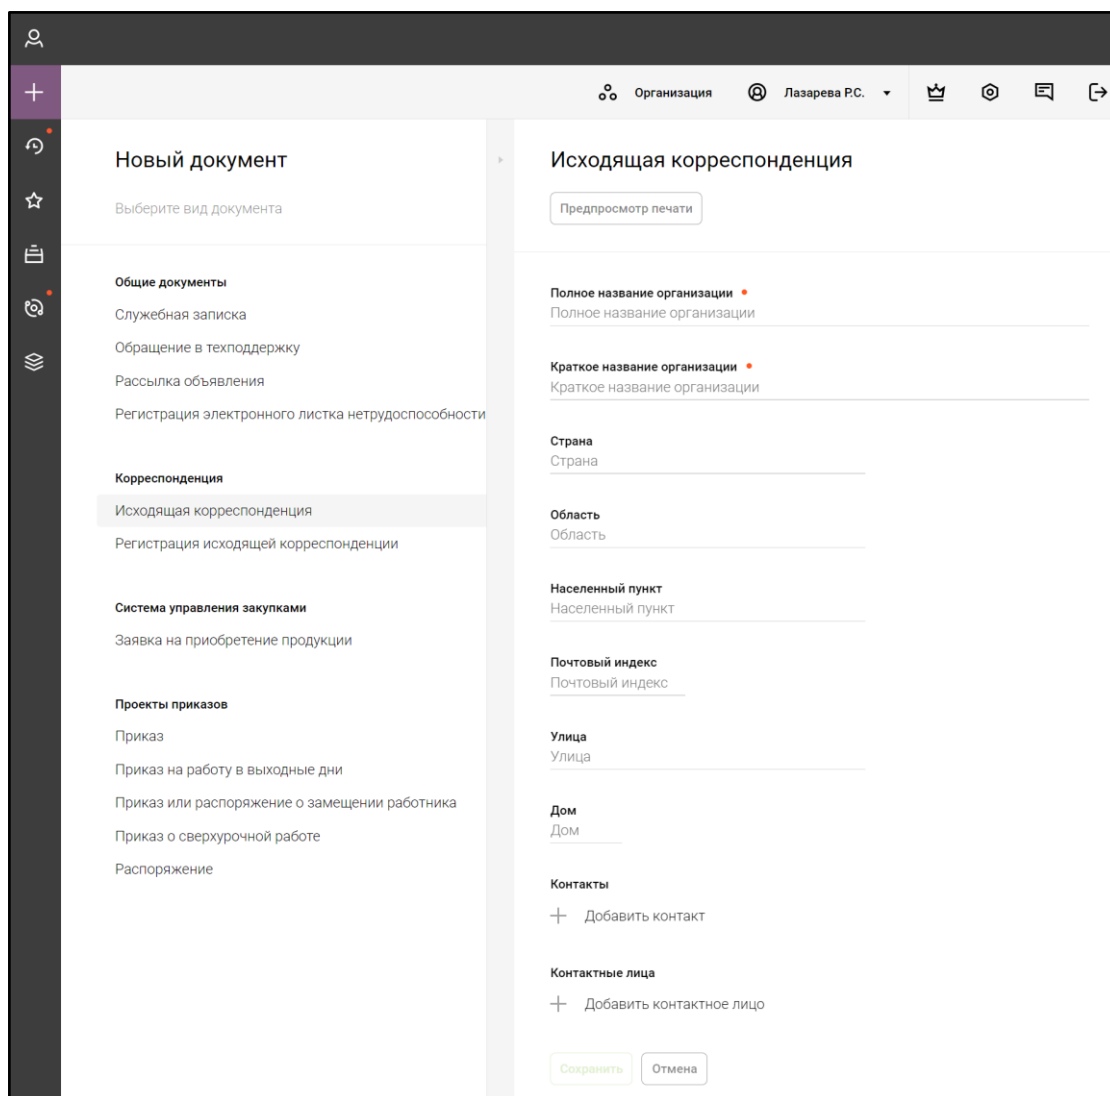 Организация
Лазарева Р.С.
Новый документ
Выберите вид документа
Общие документы
Служебная записка
Обращение в техподдержку
Рассылка объявления
Регистрация электронного листка нетрудоспособности
Корреспонденция
Исходящая корреспонденция
Регистрация исходящей корреспонденции
Система управления закупками
Заявка на приобретение продукции
Проекты приказов
Приказ
Приказ на работу в выходные дни
Приказ или распоряжение о замещении работника
Приказ о сверхурочной работе
Распоряжение
Исходящая корреспонденция
Предпросмотр печати
Полное название организации
Полное название организации
Краткое название организации
Краткое название организации
Страна
Страна
Область
Область
Населенный пункт
Населенный пункт
Почтовый индекс
Почтовый индекс
Улица
Улица
Дом
Дом
Контакты
Добавить контакт
Контактные лица
Добавить контактное лицо
Сохранить
Отмена